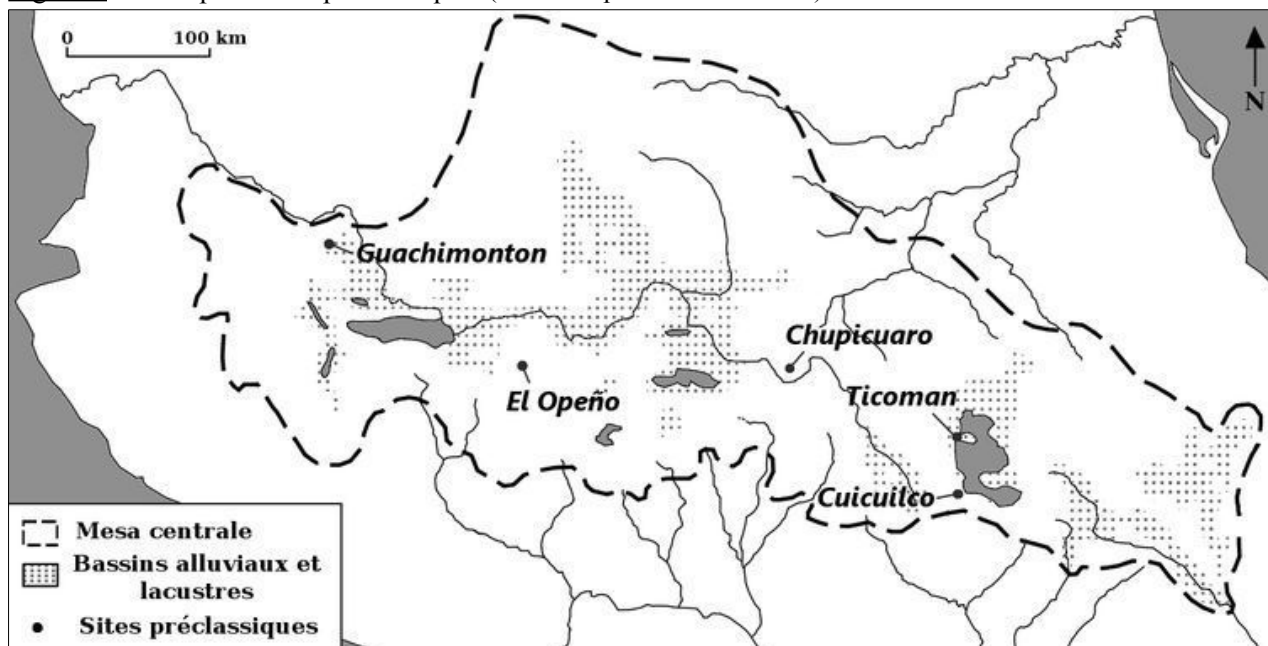 0 100 km
N
Guachimonton
Chupicuaro
El Opeño
Ticoman
Cuicuilco
Mesa centrale
Bassins alluviaux et
lacustres
Sites préclassiques